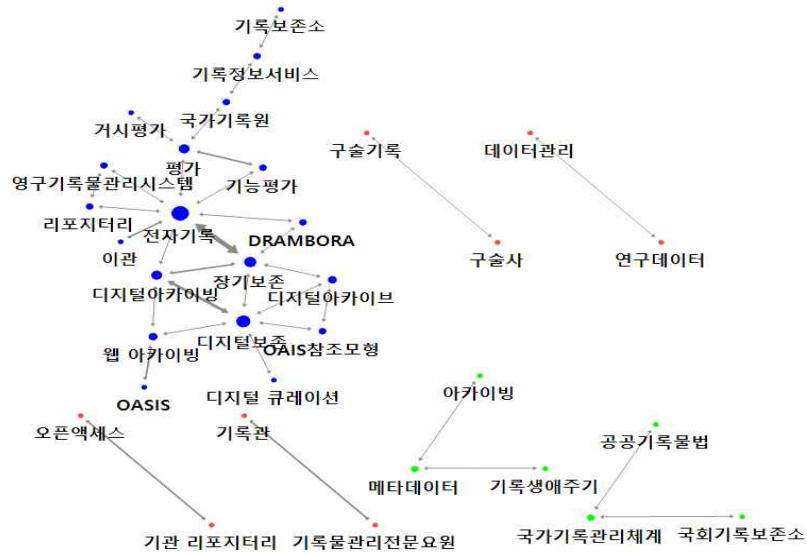 기록보존소
기록정보서비스
국가기록원
거시평가
구술기록
데이터관리
평가
영구기록물관리시스템
기능평가
리포지터리
전자기록
DRAMBORA
이관
구술사
연구데이터
장기보존
디지털아카이빙
디지털아카이브
디지털보존
OAIS참조모형
웹 아카이빙
디지털 큐레이션
아카이빙
OASIS
오픈액세스
기록관
공공기록물법
메타데이터
기록생애주기
국가기록관리체계
국회기록보존소
기관 리포지터리
기록물관리전문요원